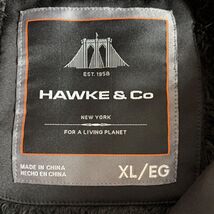 EST. 1958
HAWKE & Co
NEW YORK
FOR A LIVING PLANET
MADE IN CHINA
HECHO EN CHINA
XL/EG